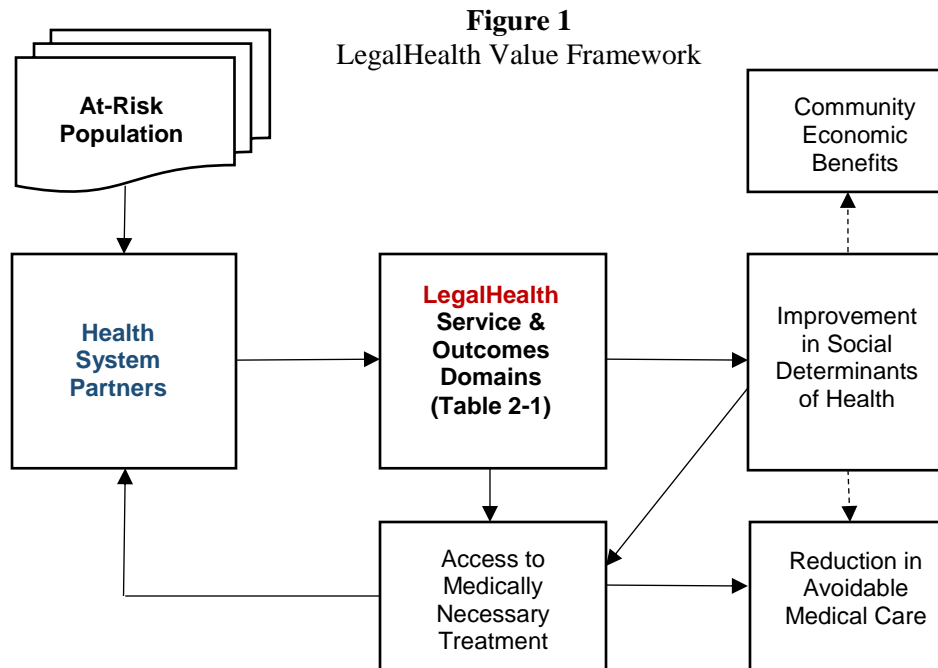 Figure 1
LegalHealth Value Framework
At-Risk
Population
Community
Economic
Benefits
Health
System
Partners
LegalHealth
Service &
Outcomes
Domains
(Table 2-1)
Improvement
in Social
Determinants
of Health
Access to
Medically
Necessary
Treatment
Reduction in
Avoidable
Medical Care